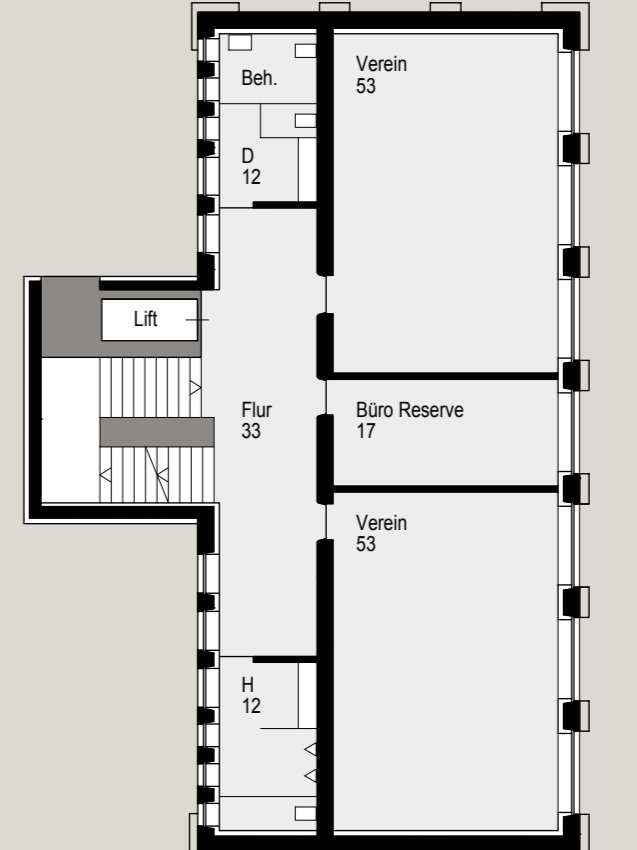 Verein
53
Beh.
D
12
Lift
Flur
33
Büro Reserve
17
Verein
53
H
12